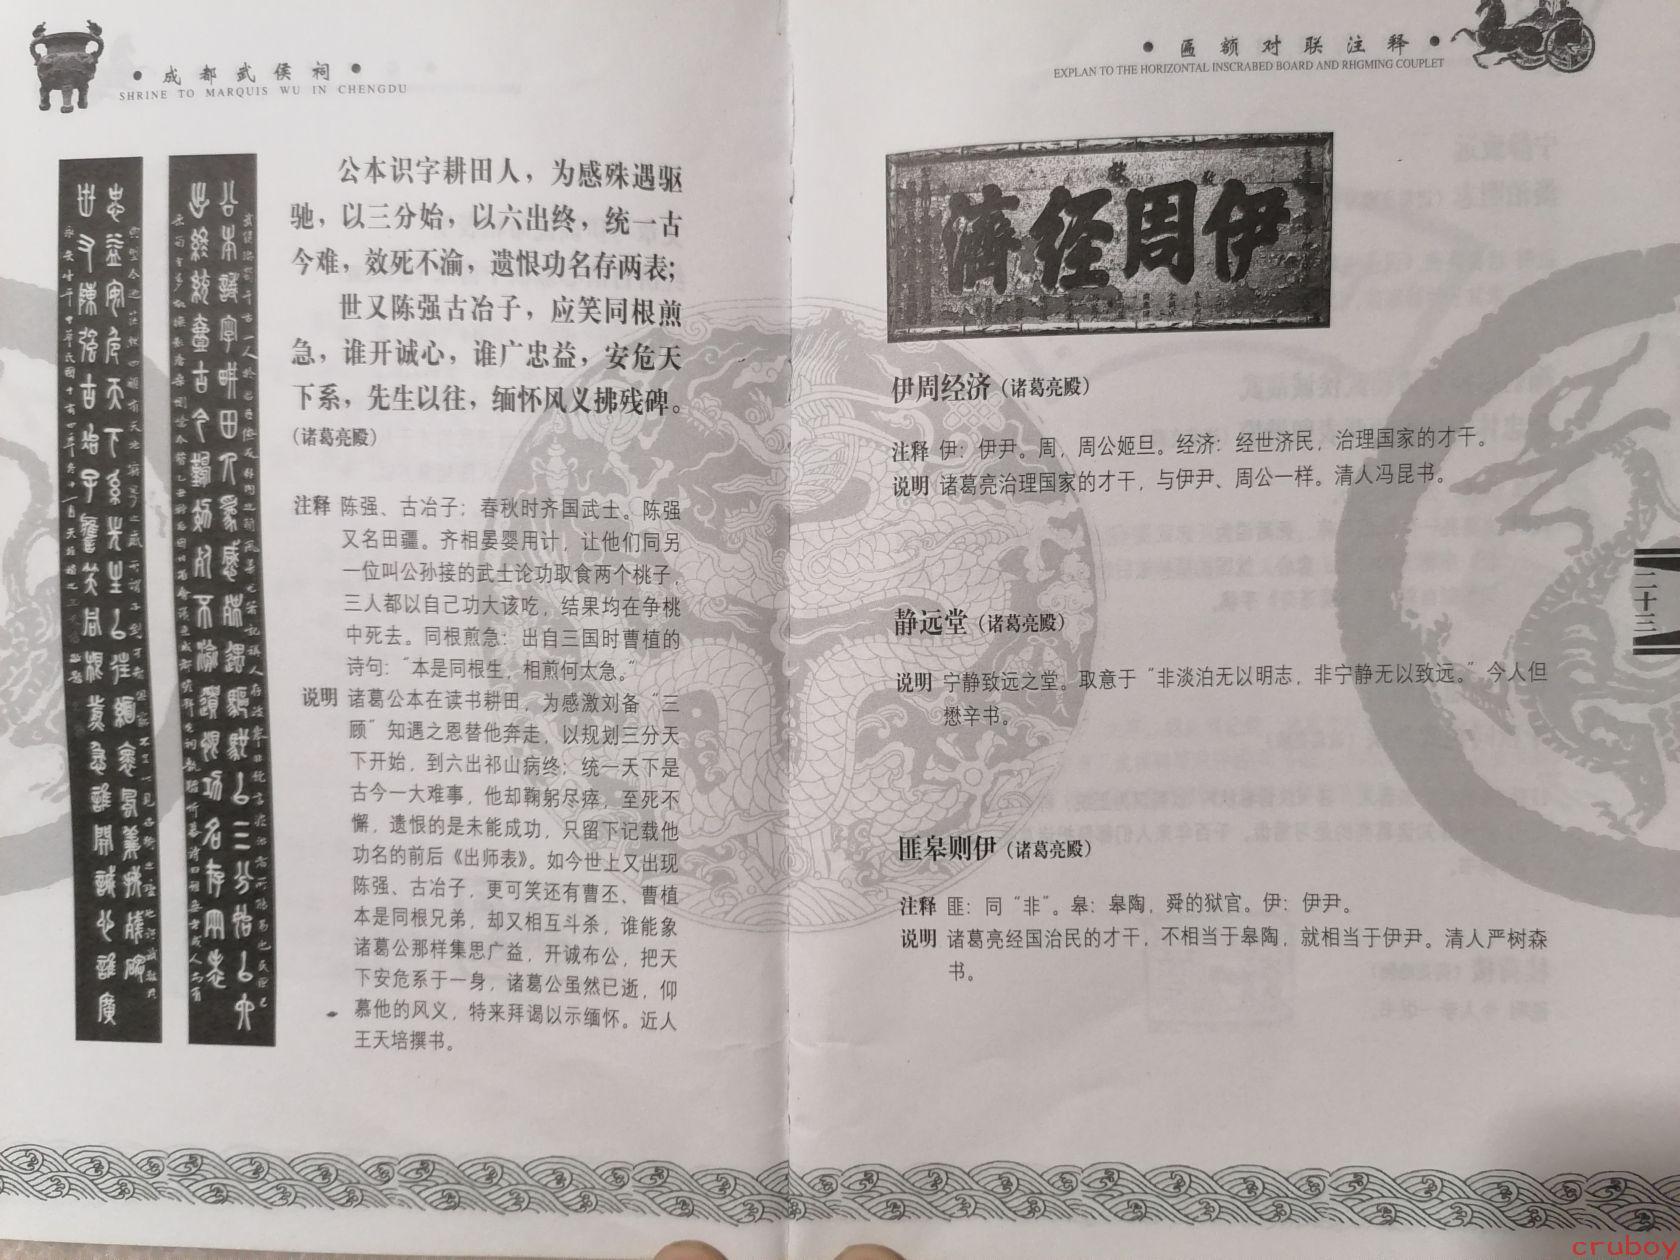 成都武侯祠
SHRINE TO MARQUIS WU IN CHENGDU
公本识字耕田人，为感殊遇驱
驰，以三分始，以六出终，统一古
今难，效死不渝，遗恨功名存两表；
世又陈强古冶子，应笑同根煎
急，谁开诚心，谁广忠益，安危天
下系，先生以往，缅怀风义拂残碑。
（诸葛亮殿）
注释 陈强、古冶子：春秋时齐国武士。陈强
又名田疆。齐相晏婴用计，让他们同另
一位叫公孙接的武士论功取食两个桃子，
三人都以自己功大该吃，结果均在争桃
中死去。同根煎急：出自三国时曹植的
诗句：“本是同根生，相煎何太急。”
说明 诸葛公本在读书耕田，为感激刘备“三
顾”知遇之恩替他奔走，以规划三分天
下开始，到六出祁山病终；统一天下是
古今一大难事，他却鞠躬尽瘁，至死不
懈，遗恨的是未能成功，只留下记载他
功名的前后《出师表》。如今世上又出现
陈强、古冶子，更可笑还有曹丕、曹植
本是同根兄弟，却又相互斗杀，谁能象
诸葛公那样集思广益，开诚布公，把天
下安危系于一身，诸葛公虽然已逝，仰
慕他的风义，特来拜谒以示缅怀。近人
王天培撰书。
匾额对联注释
EXPLAN TO THE HORIZONTAL INSCRABED BOARD AND RHGMING COUPLET
濟經周伊
伊周经济（诸葛亮殿）
注释 伊：伊尹。周，周公姬旦。经济：经世济民，治理国家的才干。
说明 诸葛亮治理国家的才干，与伊尹、周公一样。清人冯昆书。
静远堂（诸葛亮殿）
说明 宁静致远之堂。取意于“非淡泊无以明志，非宁静无以致远。”今人但
懋辛书。
匪皋则伊（诸葛亮殿）
注释 匪：同“非”。皋：皋陶，舜的狱官。伊：伊尹。
说明 诸葛亮经国治民的才干，不相当于皋陶，就相当于伊尹。清人严树森
书。
二十三
cruboy